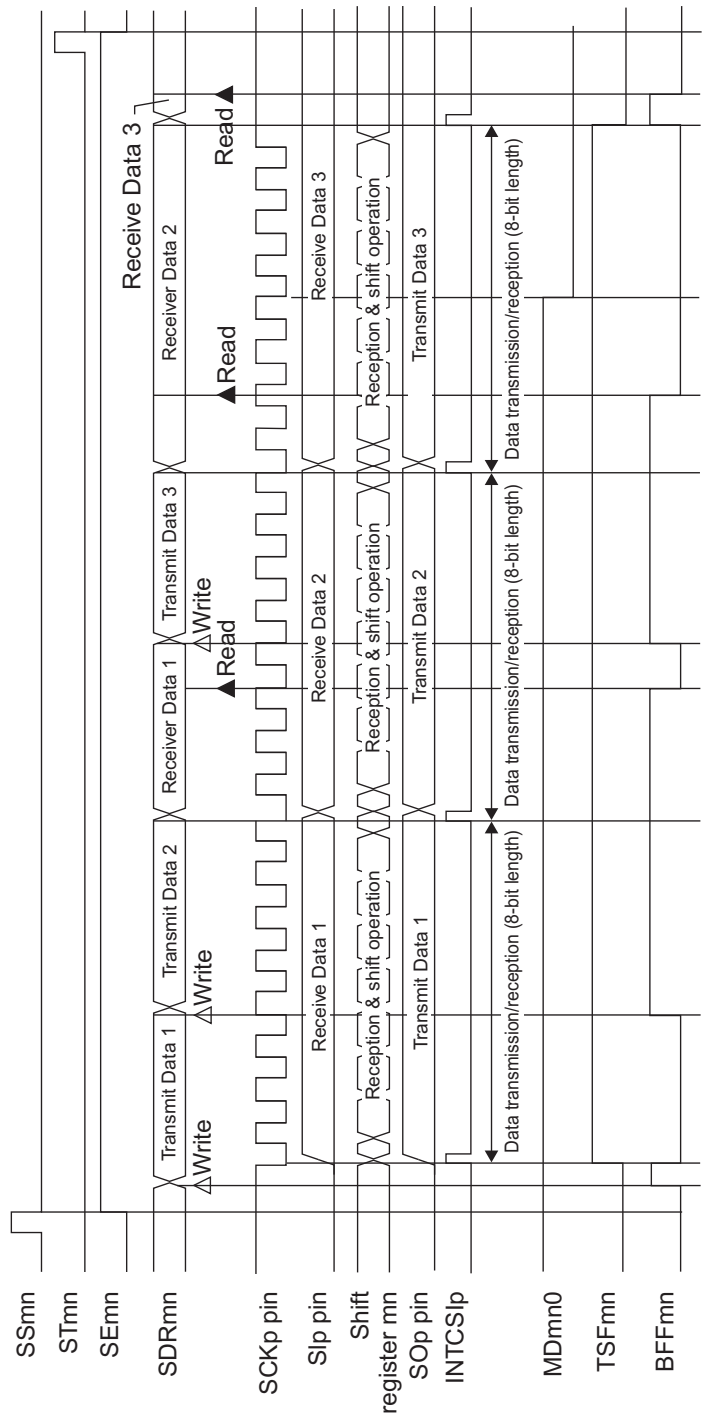 SSmn
STmn
SEmn
SDRmn
Transmit Data 1
Transmit Data 2
Receiver Data 1
Transmit Data 3
Receiver Data 2
Receive Data 3
Write
Write
Read
Write
Read
Read
SCKp pin
SIp pin
Receive Data 1
Receive Data 2
Receive Data 3
Shift
register mn
Reception & shift operation
Reception & shift operation
Reception & shift operation
SOp pin
Transmit Data 1
Transmit Data 2
Transmit Data 3
INTCSIp
Data transmission/reception (8-bit length)
Data transmission/reception (8-bit length)
Data transmission/reception (8-bit length)
MDmn0
TSFmn
BFFmn